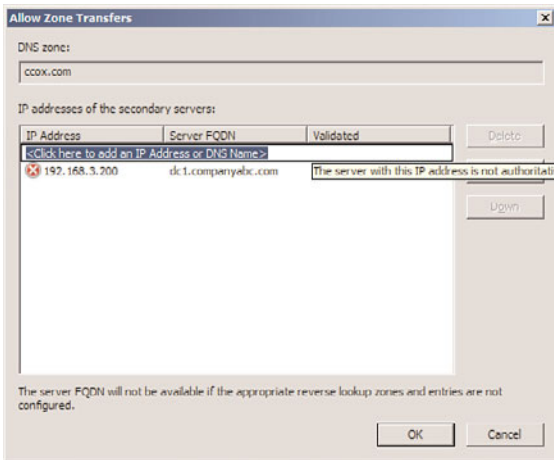 Allow Zone Transfers
DNS zone:
ccox.com
IP addresses of the secondary servers:
IP Address Server FQDN Validated
<Click here to add an IP Address or DNS Name>
192.168.3.200 dc1.companyabc.com The server with this IP address is not authoritati
Delete
Down
The server FQDN will not be available if the appropriate reverse lookup zones and entries are not
configured.
OK Cancel